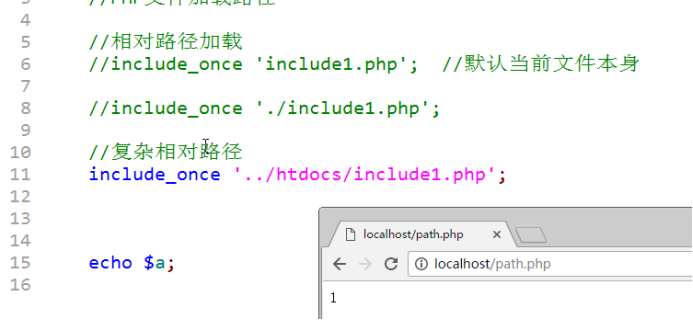 //PHP文件加载路径
4
5 //相对路径加载
6 //include_once 'include1.php'; //默认当前文件本身
7
8 //include_once './include1.php';
9
10 //复杂相对路径
11 include_once '../htdocs/include1.php';
12
13
14
15 echo $a;
16
localhost/path.php
localhost/path.php
1